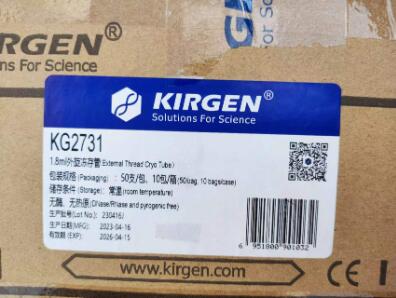 KIRGEN®
Solutions For Science
KIRGEN®
Solutions For Science
KG2731
1.8ml外旋冻存管(External Thread Cryo Tube)
包装规格 (Packaging) : 50支/包, 10包/箱(50/bag, 10 bags/case)
储存条件 (Storage): 常温(room temperature)
无酶、无热原(DNase/RNase and pyrogen free)
生产批号(Lot No.): 230416J
生产日期(MFG): 2023-04-16
有效期 (EXP): 2026-04-15
6 951800 901032
www.kirgen.com
CE